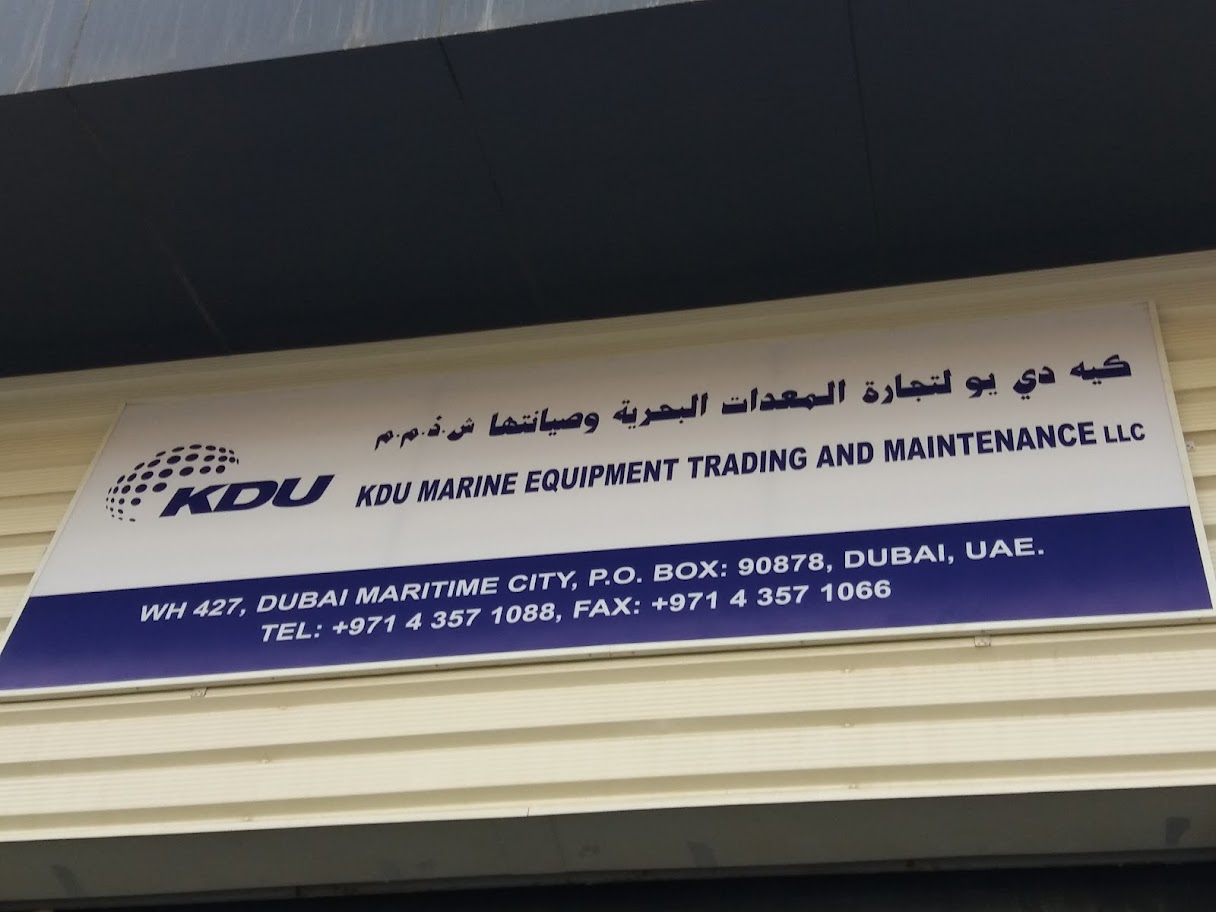 كيه دي يو لتجارة المعدات البحرية وصيانتها ش.ذ.م.م
KDU
KDU MARINE EQUIPMENT TRADING AND MAINTENANCE LLC
WH 427, DUBAI MARITIME CITY, P.O. BOX: 90878, DUBAI, UAE.
TEL: +971 4 357 1088, FAX: +971 4 357 1066